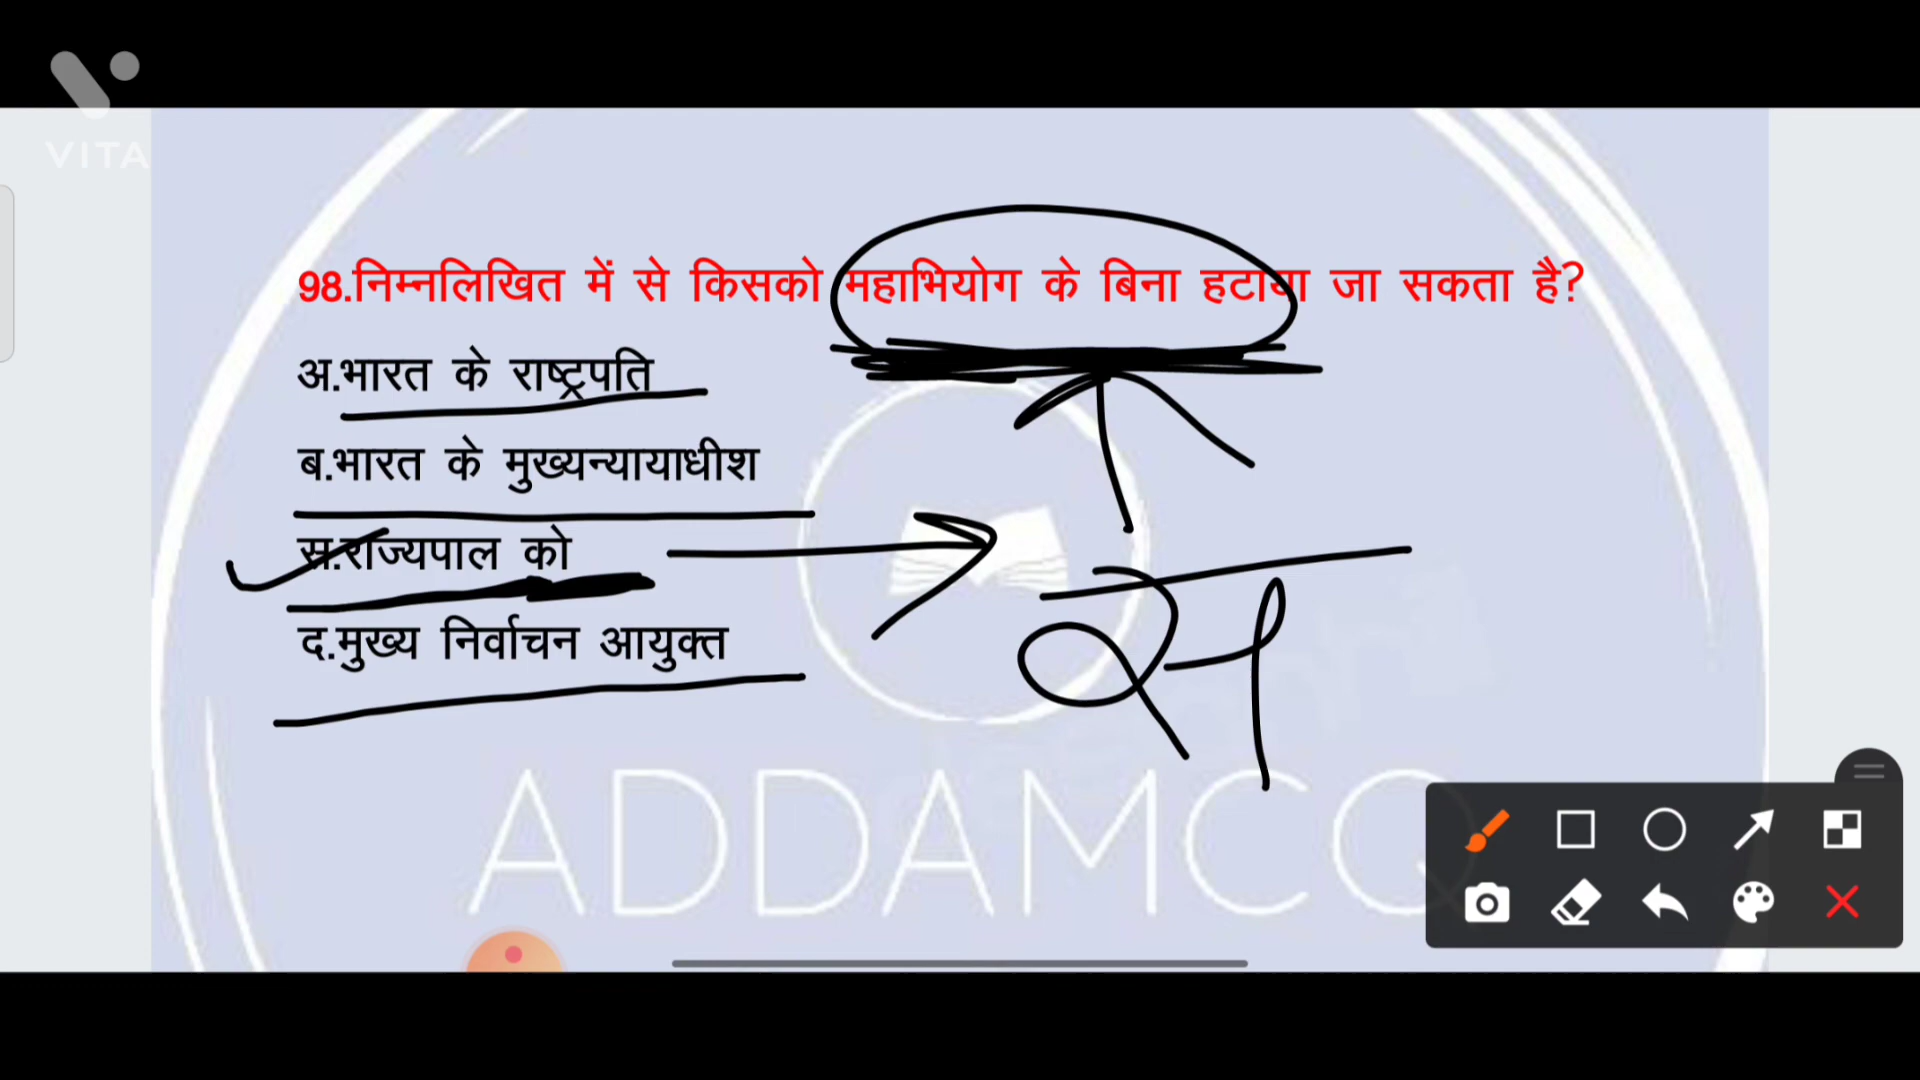 VITA
98.निम्नलिखित में से किसको महाभियोग के बिना हटाया जा सकता है?
अ.भारत के राष्ट्रपति
ब.भारत के मुख्यन्यायाधीश
स.राज्यपाल को
द.मुख्य निर्वाचन आयुक्त
ADDAMCQ